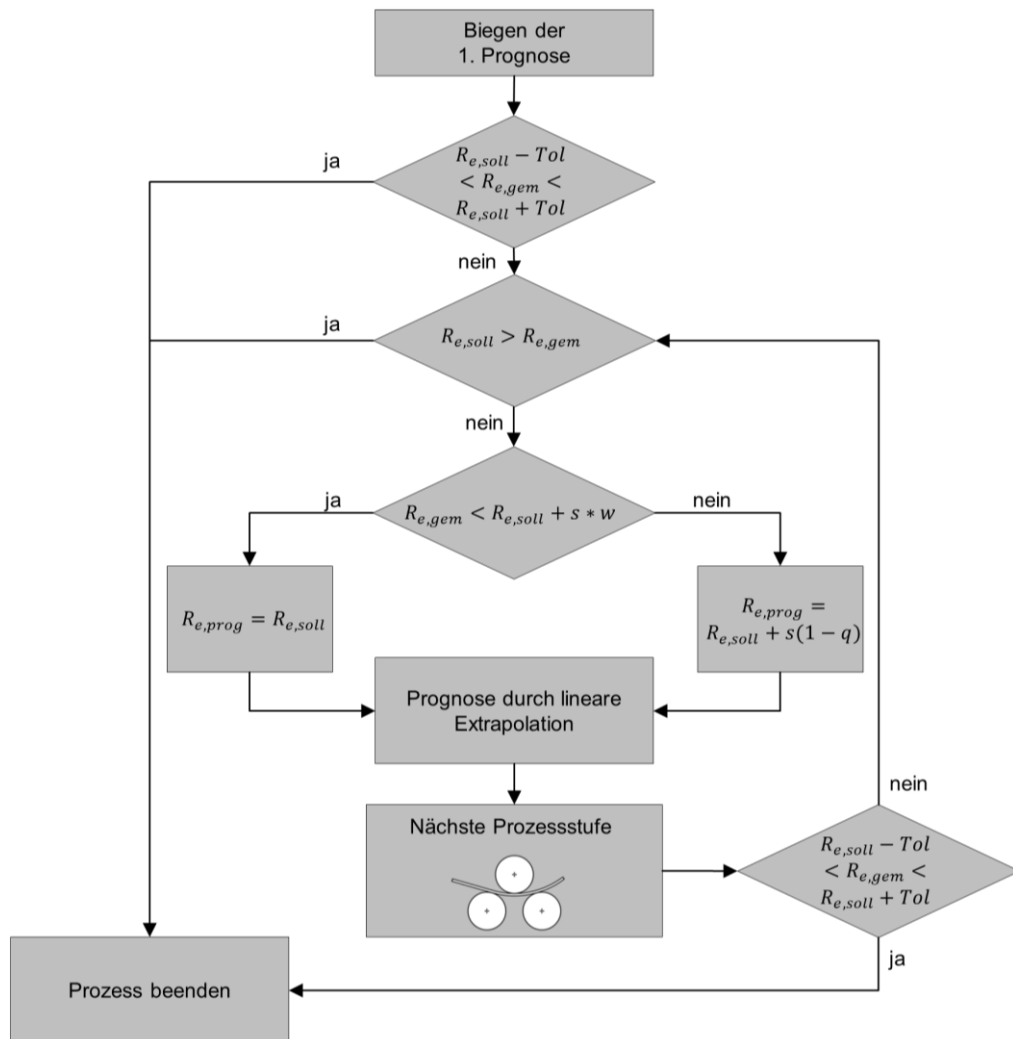 Biegen der
1. Prognose
ja
R_{e,soll} − Tol
< R_{e,gem} <
R_{e,soll} + Tol
nein
ja
R_{e,soll} > R_{e,gem}
nein
ja
R_{e,gem} < R_{e,soll} + s * w
nein
R_{e,prog} = R_{e,soll}
R_{e,prog} =
R_{e,soll} + s(1 − q)
Prognose durch lineare
Extrapolation
Nächste Prozessstufe
nein
R_{e,soll} − Tol
< R_{e,gem} <
R_{e,soll} + Tol
ja
Prozess beenden